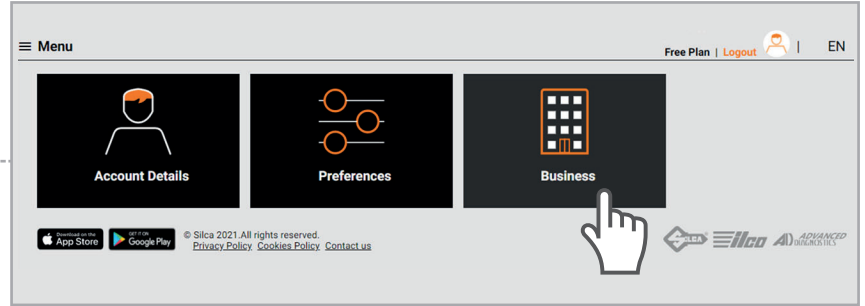 ≡ Menu
Free Plan | Logout | EN
Account Details
Preferences
Business
Download on the
App Store
GET IT ON
Google Play
© Silca 2021.All rights reserved.
Privacy Policy Cookies Policy Contact us
SILCA
Ilco
AD ADVANCED
DIAGNOSTICS